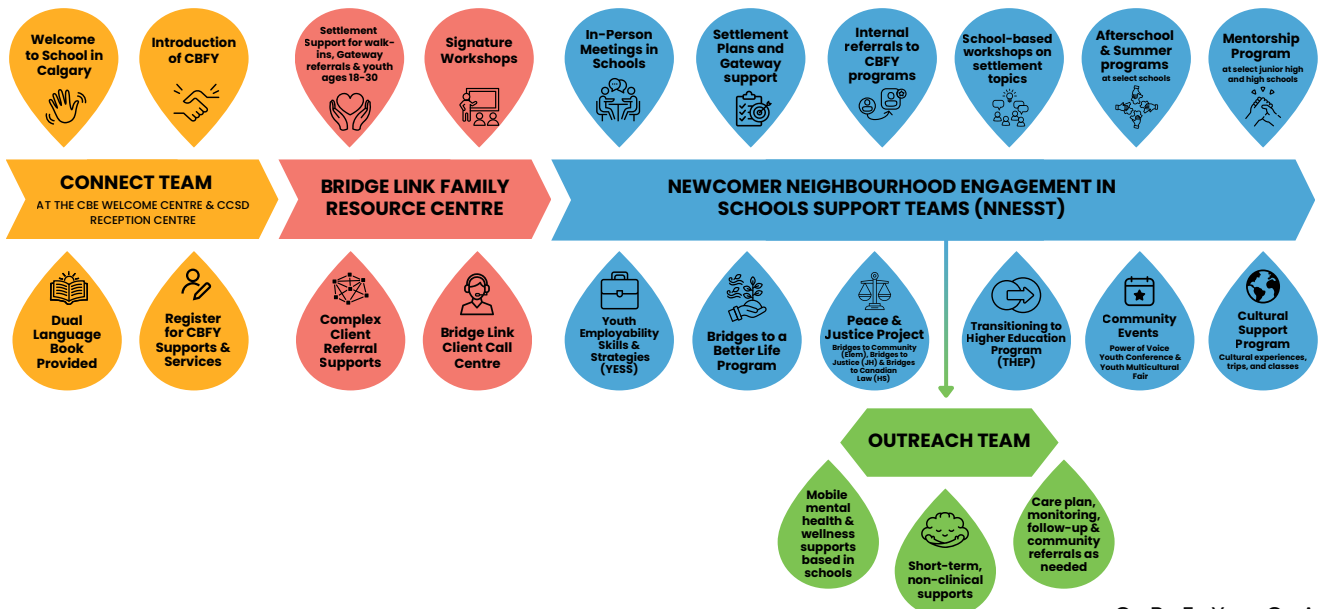 Welcome
to School in
Calgary
Introduction
of CBFY
Settlement
Support for walk-
ins, Gateway
referrals & youth
ages 18-30
Signature
Workshops
In-Person
Meetings in
Schools
Settlement
Plans and
Gateway
support
Internal
referrals to
CBFY
programs
School-based
workshops on
settlement
topics
Afterschool
& Summer
programs
at select schools
Mentorship
Program
at select junior high
and high schools
CONNECT TEAM
AT THE CBE WELCOME CENTRE & CCSD
RECEPTION CENTRE
BRIDGE LINK FAMILY
RESOURCE CENTRE
NEWCOMER NEIGHBOURHOOD ENGAGEMENT IN
SCHOOLS SUPPORT TEAMS (NNESST)
Dual
Language
Book
Provided
Register
for CBFY
Supports &
Services
Complex
Client
Referral
Supports
Bridge Link
Client Call
Centre
Youth
Employability
Skills &
Strategies
(YESS)
Bridges to a
Better Life
Program
Peace &
Justice Project
Bridges to Community
(Elem), Bridges to
Justice (JH) & Bridges
to Canadian
Law (HS)
Transitioning to
Higher Education
Program
(THEP)
Community
Events
Power of Voice
Youth Conference &
Youth Multicultural
Fair
Cultural
Support
Program
Cultural experiences,
trips, and classes
OUTREACH TEAM
Mobile
mental
health &
wellness
supports
based in
schools
Short-term,
non-clinical
supports
Care plan,
monitoring,
follow-up &
community
referrals as
needed